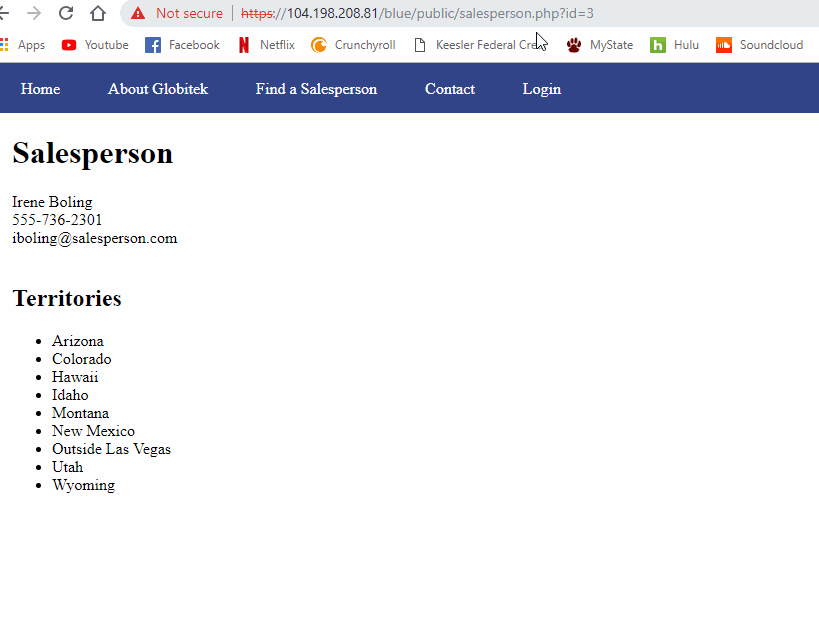 Not secure | https://104.198.208.81/blue/public/salesperson.php?id=3
Apps Youtube Facebook Netflix Crunchyroll Keesler Federal Cre MyState Hulu Soundcloud
Home About Globitek Find a Salesperson Contact Login
Salesperson
Irene Boling
555-736-2301
iboling@salesperson.com
Territories
• Arizona
• Colorado
• Hawaii
• Idaho
• Montana
• New Mexico
• Outside Las Vegas
• Utah
• Wyoming